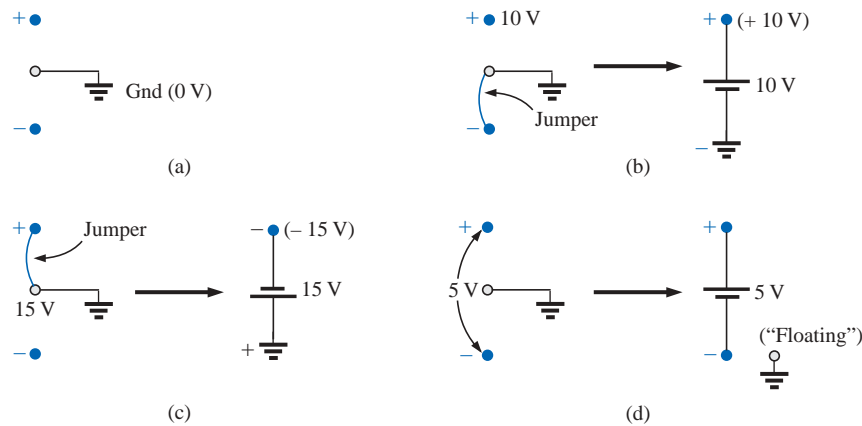 +
Gnd (0 V)
−
(a)
+ 10 V
−
Jumper
+ (+ 10 V)
10 V
−
(b)
+
Jumper
15 V
−
− (– 15 V)
15 V
+
(c)
+
5 V
−
+
5 V
−
(“Floating”)
(d)